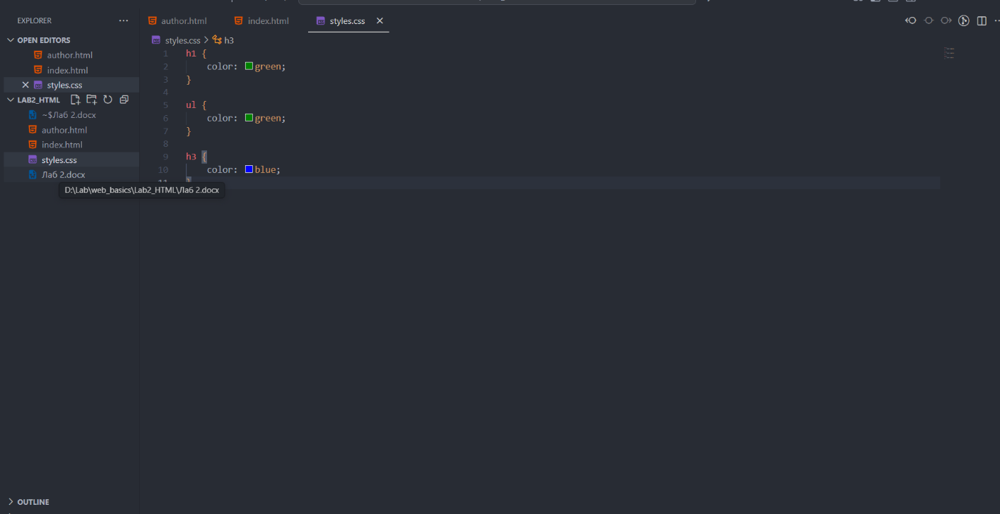 EXPLORER
OPEN EDITORS
author.html
index.html
styles.css
LAB2_HTML
~$Лаб 2.docx
author.html
index.html
styles.css
Лаб 2.docx
D:\Lab\web_basics\Lab2_HTML\Лаб 2.docx
OUTLINE
author.html
index.html
styles.css
styles.css > h3
1 h1 {
2 color: green;
3 }
4
5 ul {
6 color: green;
7 }
8
9 h3 {
10 color: blue;
11 }